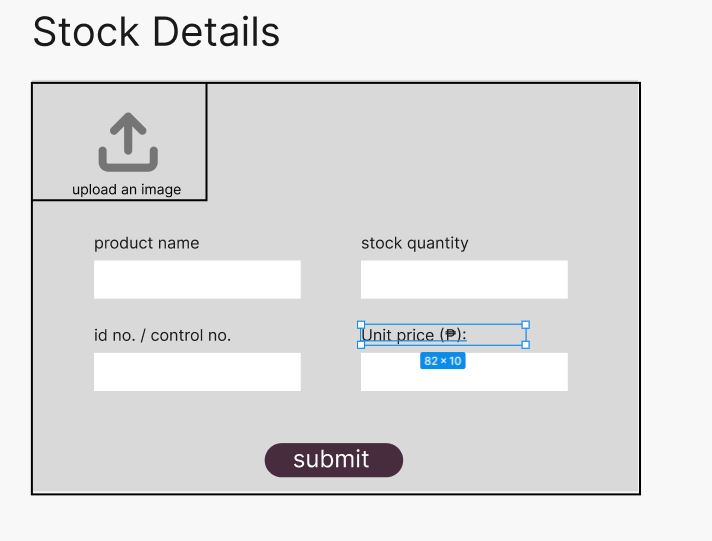 Stock Details
upload an image
product name
stock quantity
id no. / control no.
Unit price (₱):
82 × 10
submit